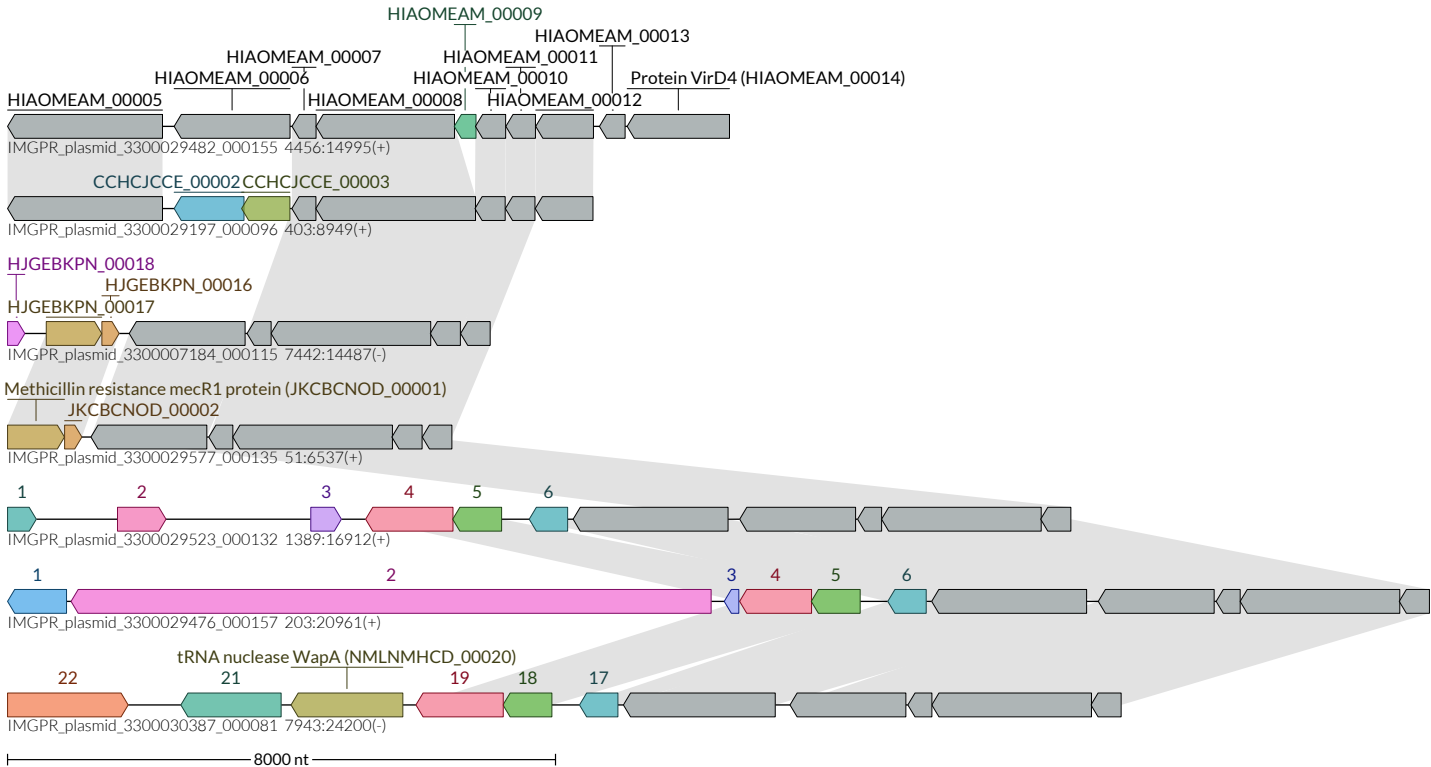 HIAOMEAM_00009
HIAOMEAM_00013
HIAOMEAM_00007
HIAOMEAM_00011
HIAOMEAM_00006
HIAOMEAM_00010
Protein VirD4 (HIAOMEAM_00014)
HIAOMEAM_00005
HIAOMEAM_00008
HIAOMEAM_00012
IMGPR_plasmid_3300029482_000155 4456:14995(+)
CCHCJCCE_00002
CCHCJCCE_00003
IMGPR_plasmid_3300029197_000096 403:8949(+)
HJGEBKPN_00018
HJGEBKPN_00016
HJGEBKPN_00017
IMGPR_plasmid_3300007184_000115 7442:14487(-)
Methicillin resistance mecR1 protein (JKCBCNOD_00001)
JKCBCNOD_00002
IMGPR_plasmid_3300029577_000135 51:6537(+)
1 2 3 4 5 6
IMGPR_plasmid_3300029523_000132 1389:16912(+)
1 2 3 4 5 6
IMGPR_plasmid_3300029476_000157 203:20961(+)
tRNA nuclease WapA (NMLNMHCD_00020)
22 21 19 18 17
IMGPR_plasmid_3300030387_000081 7943:24200(-)
8000 nt